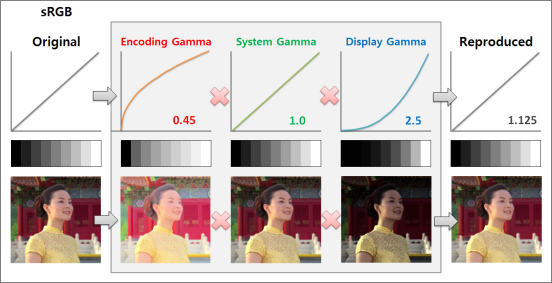 sRGB
Original
Encoding Gamma
System Gamma
Display Gamma
Reproduced
0.45
1.0
2.5
1.125